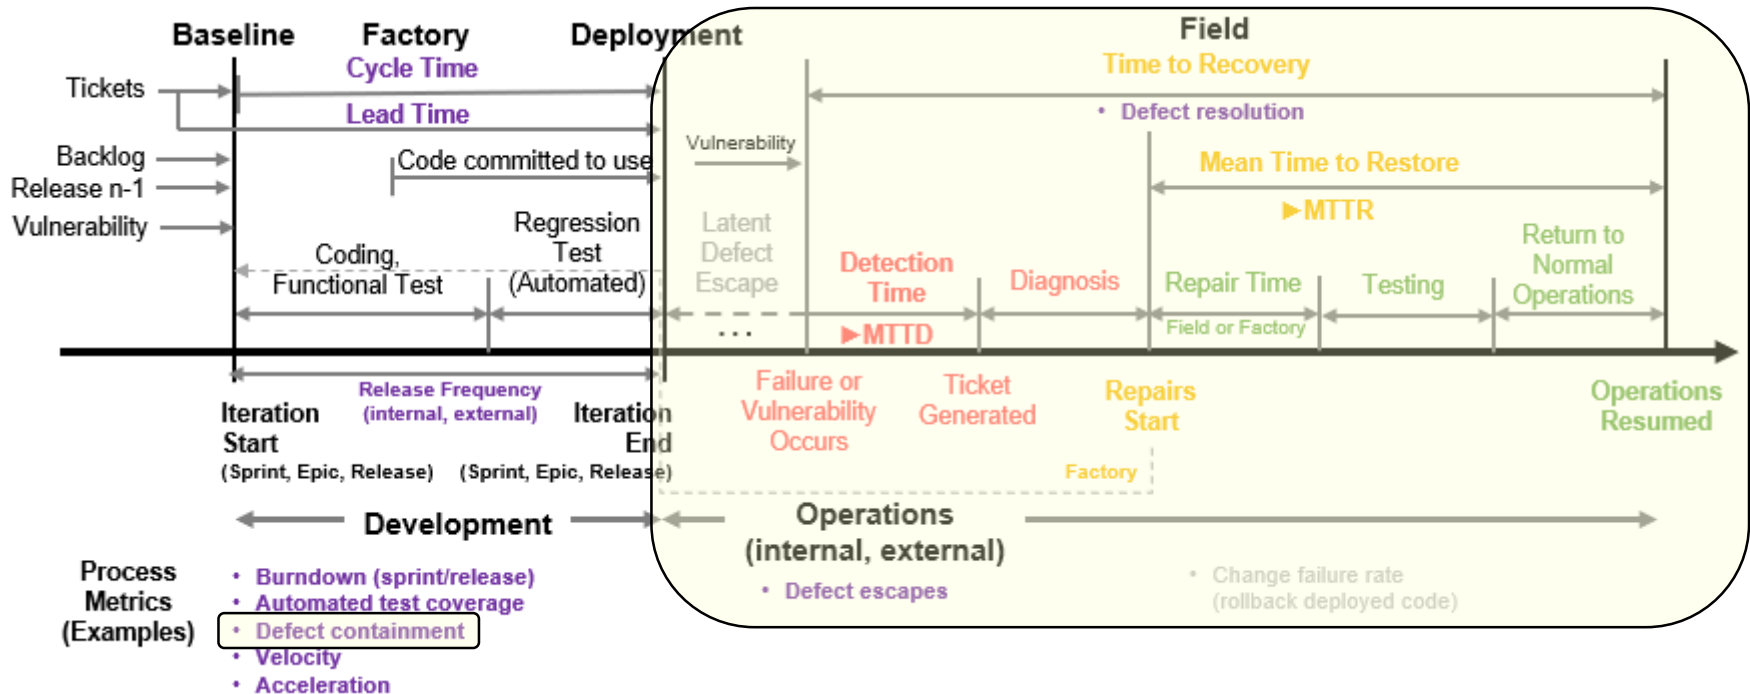 Baseline
Factory
Deployment
Field
Cycle Time
Time to Recovery
Tickets
Lead Time
• Defect resolution
Backlog
Code committed to use
Vulnerability
Mean Time to Restore
Release n-1
►MTTR
Vulnerability
Regression
Test
(Automated)
Coding,
Functional Test
Latent
Defect
Escape
...
Detection
Time
►MTTD
Diagnosis
Repair Time
Field or Factory
Testing
Return to
Normal
Operations
Release Frequency
(internal, external)
Iteration
Start
(Sprint, Epic, Release)
Iteration
End
(Sprint, Epic, Release)
Failure or
Vulnerability
Occurs
Ticket
Generated
Repairs
Start
Operations
Resumed
Factory
Development
Operations
(internal, external)
Process
Metrics
(Examples)
• Burndown (sprint/release)
• Automated test coverage
• Defect containment
• Velocity
• Acceleration
• Defect escapes
• Change failure rate
(rollback deployed code)